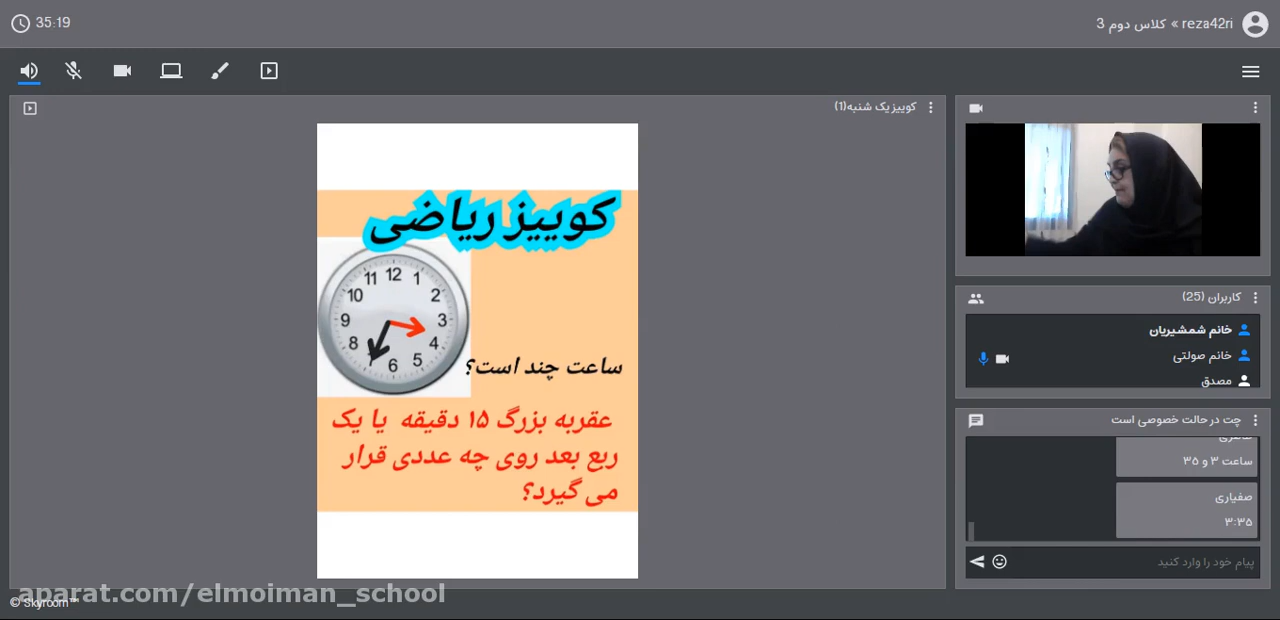 35:19
reza42ri » کلاس دوم 3
کوییز یک شنبه(1)
کوییز ریاضی
12
11 1
10 2
9 3
8 4
5
6
ساعت چند است؟
عقربه بزرگ ۱۵ دقیقه یا یک
ربع بعد روی چه عددی قرار
می گیرد؟
کاربران (25)
خانم شمشیریان
خانم صولتی
مصدق
چت در حالت خصوصی است
ساعت ۳ و ۳۵
صفیاری
۳:۳۵
پیام خود را وارد کنید
aparat.com/elmoiman_school
© Skyroom™